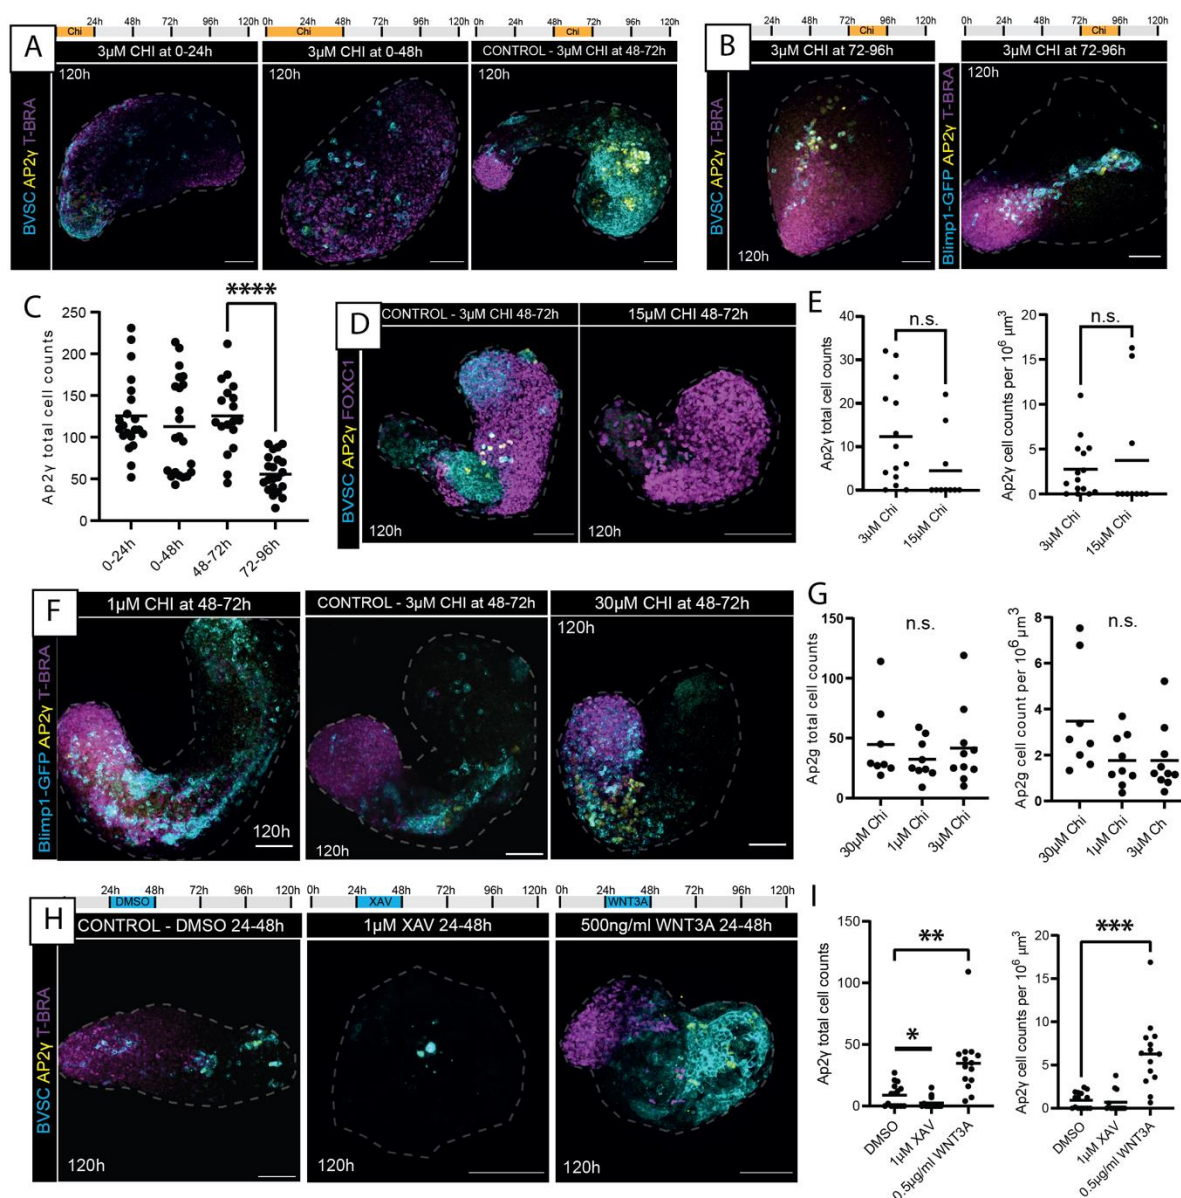 0h 24h 48h 72h 96h 120h
Chi
0h 24h 48h 72h 96h 120h
Chi
0h 24h 48h 72h 96h 120h
Chi
A
3µM CHI at 0-24h
3µM CHI at 0-48h
CONTROL - 3µM CHI at 48-72h
BVSC AP2γ T-BRA
120h
120h
120h
0h 24h 48h 72h 96h 120h
Chi
0h 24h 48h 72h 96h 120h
Chi
B
3µM CHI at 72-96h
3µM CHI at 72-96h
BVSC AP2γ T-BRA
120h
Blimp1-GFP AP2γ T-BRA
120h
120h
C
****
Ap2γ total cell counts
250
200
150
100
50
0
0-24h
0-48h
48-72h
72-96h
D
CONTROL - 3µM CHI 48-72h
15µM CHI 48-72h
BVSC AP2γ FOXC1
120h
120h
E
n.s.
Ap2γ total cell counts
40
30
20
10
0
3µM Chi
15µM Chi
n.s.
Ap2γ cell counts per 10⁶ µm³
20
15
10
5
0
3µM Chi
15µM Chi
F
1µM CHI at 48-72h
CONTROL - 3µM CHI at 48-72h
30µM CHI at 48-72h
Blimp1-GFP AP2γ T-BRA
120h
120h
120h
G
n.s.
Ap2g total cell counts
150
100
50
0
30µM Chi
1µM Chi
3µM Chi
n.s.
Ap2g cell count per 10⁶ µm³
8
6
4
2
0
30µM Chi
1µM Chi
3µM Ch
24h 48h 72h 96h 120h
DMSO
0h 24h 48h 72h 96h 120h
XAV
0h 24h 48h 72h 96h 120h
WNT3A
H
CONTROL - DMSO 24-48h
1µM XAV 24-48h
500ng/ml WNT3A 24-48h
BVSC AP2γ T-BRA
120h
120h
120h
I
**
*
Ap2γ total cell counts
150
100
50
0
DMSO
1µM XAV
0.5µg/ml WNT3A
***
Ap2γ cell counts per 10⁶ µm³
20
15
10
5
0
DMSO
1µM XAV
0.5µg/ml WNT3A